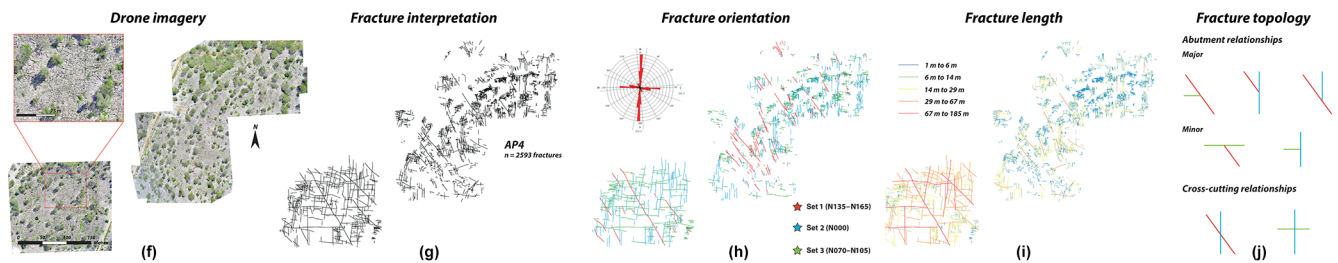 Drone imagery
Fracture interpretation
Fracture orientation
Fracture length
Fracture topology
N
AP4
n = 2593 fractures
Set 1 (N135–N165)
Set 2 (N000)
Set 3 (N070–N105)
1 m to 6 m
6 m to 14 m
14 m to 29 m
29 m to 67 m
67 m to 185 m
Abutment relationships
Major
Minor
Cross-cutting relationships
(f)
(g)
(h)
(i)
(j)